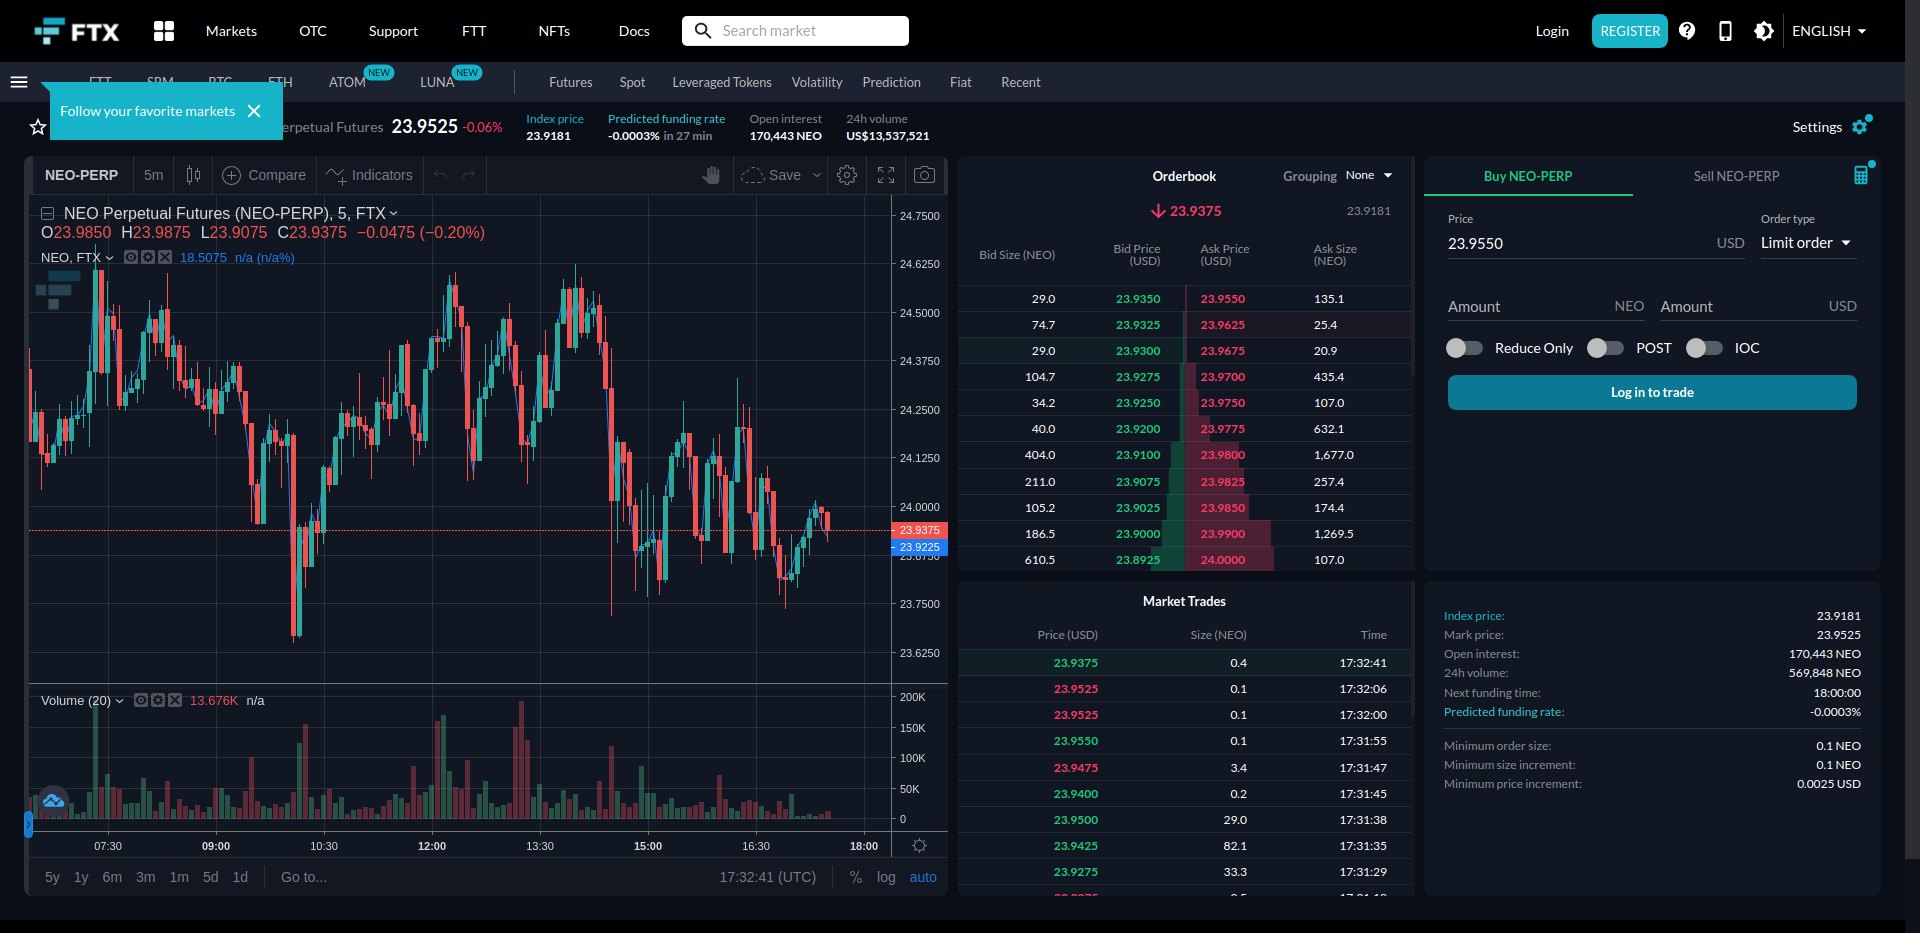 FTX
Markets
OTC
Support
FTT
NFTs
Docs
Search market
Login
REGISTER
ENGLISH
ATOM NEW
LUNA NEW
Futures
Spot
Leveraged Tokens
Volatility
Prediction
Fiat
Recent
Follow your favorite markets
erpetual Futures
23.9525 -0.06%
Index price
23.9181
Predicted funding rate
-0.0003% in 27 min
Open interest
170,443 NEO
24h volume
US$13,537,521
Settings
NEO-PERP
5m
Compare
Indicators
Save
NEO Perpetual Futures (NEO-PERP), 5, FTX
O23.9850 H23.9875 L23.9075 C23.9375 −0.0475 (−0.20%)
NEO, FTX 18.5075 n/a (n/a%)
24.7500
24.6250
24.5000
24.3750
24.2500
24.1250
24.0000
23.9375
23.9225
23.7500
23.6250
Volume (20) 13.676K n/a
200K
150K
100K
50K
0
07:30 09:00 10:30 12:00 13:30 15:00 16:30 18:00
5y 1y 6m 3m 1m 5d 1d Go to...
17:32:41 (UTC) % log auto
Orderbook
Grouping None
23.9375
23.9181
Bid Size (NEO) Bid Price (USD) Ask Price (USD) Ask Size (NEO)
29.0 23.9350 23.9550 135.1
74.7 23.9325 23.9625 25.4
29.0 23.9300 23.9675 20.9
104.7 23.9275 23.9700 435.4
34.2 23.9250 23.9750 107.0
40.0 23.9200 23.9775 632.1
404.0 23.9100 23.9800 1,677.0
211.0 23.9075 23.9825 257.4
105.2 23.9025 23.9850 174.4
186.5 23.9000 23.9900 1,269.5
610.5 23.8925 24.0000 107.0
Market Trades
Price (USD) Size (NEO) Time
23.9375 0.4 17:32:41
23.9525 0.1 17:32:06
23.9525 0.1 17:32:00
23.9550 0.1 17:31:55
23.9475 3.4 17:31:47
23.9400 0.2 17:31:45
23.9500 29.0 17:31:38
23.9425 82.1 17:31:35
23.9275 33.3 17:31:29
Buy NEO-PERP
Sell NEO-PERP
Price
Order type
23.9550 USD
Limit order
Amount NEO
Amount USD
Reduce Only
POST
IOC
Log in to trade
Index price: 23.9181
Mark price: 23.9525
Open interest: 170,443 NEO
24h volume: 569,848 NEO
Next funding time: 18:00:00
Predicted funding rate: -0.0003%
Minimum order size: 0.1 NEO
Minimum size increment: 0.1 NEO
Minimum price increment: 0.0025 USD